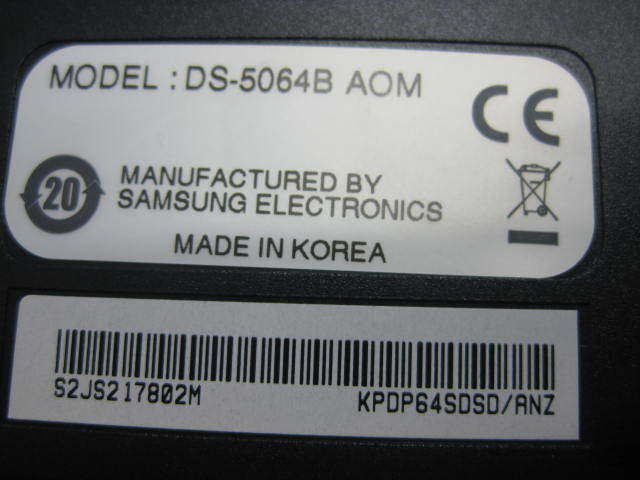 MODEL : DS-5064B AOM
CE
20
MANUFACTURED BY
SAMSUNG ELECTRONICS
MADE IN KOREA
S2JS217802M KPDP64SDSD/ANZ